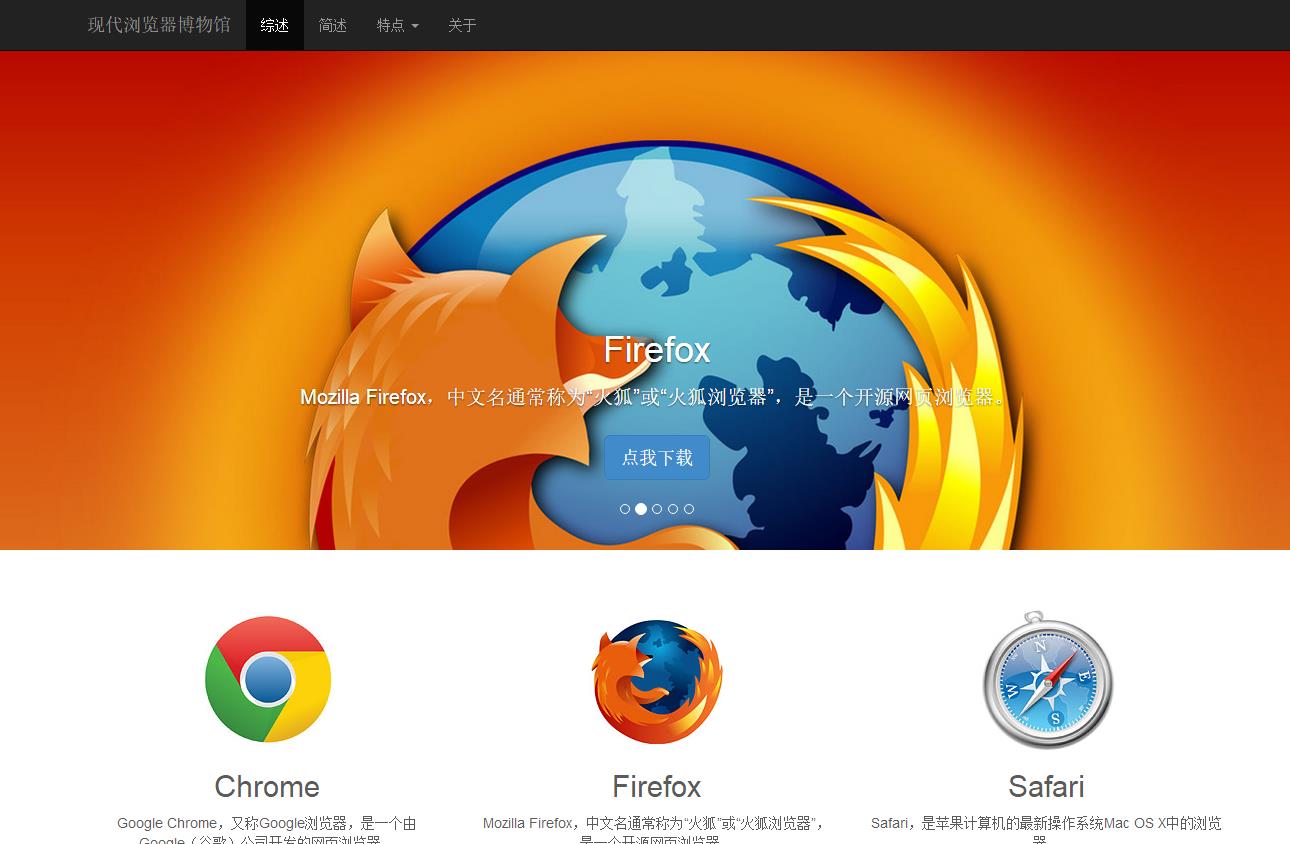 现代浏览器博物馆 综述 简述 特点 关于
Firefox
Mozilla Firefox，中文名通常称为“火狐”或“火狐浏览器”，是一个开源网页浏览器。
点我下载
N
E
S
W
Chrome
Firefox
Safari
Google Chrome，又称Google浏览器，是一个由
Google（谷歌）公司开发的网页浏览器
Mozilla Firefox，中文名通常称为“火狐”或“火狐浏览器”，
是一个开源网页浏览器
Safari，是苹果计算机的最新操作系统Mac OS X中的浏览
器